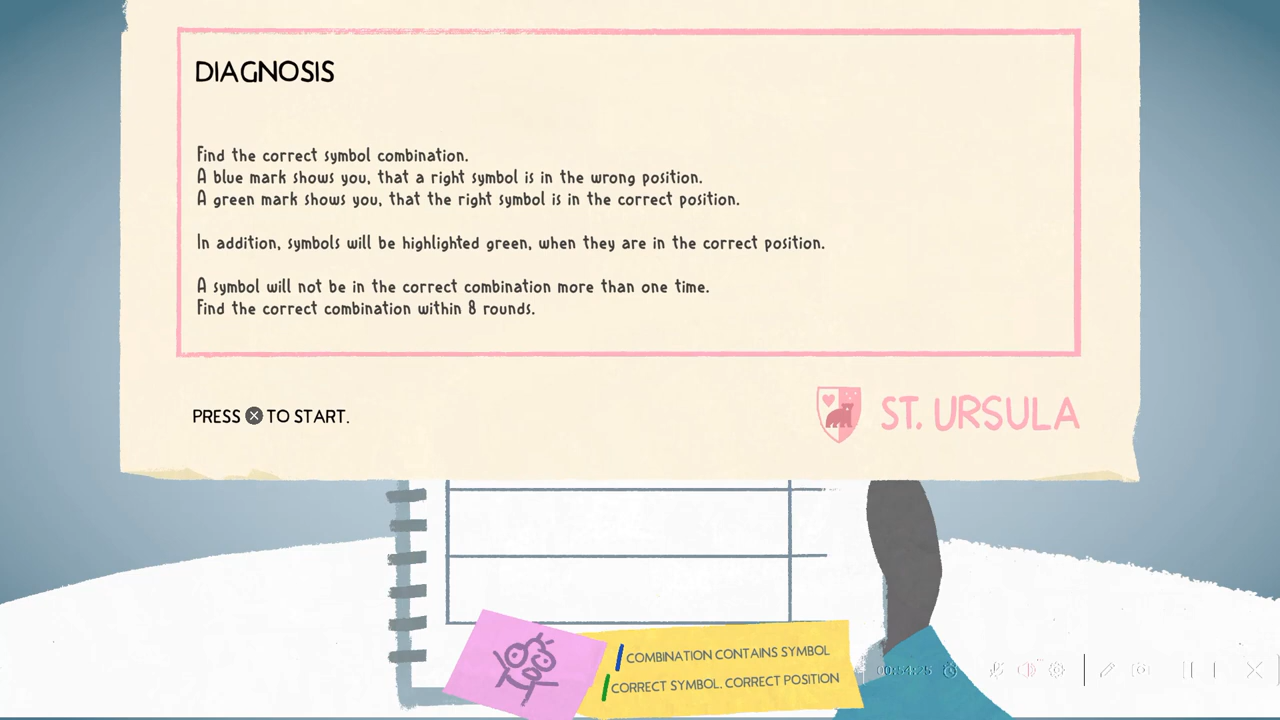 DIAGNOSIS
Find the correct symbol combination.
A blue mark shows you, that a right symbol is in the wrong position.
A green mark shows you, that the right symbol is in the correct position.
In addition, symbols will be highlighted green, when they are in the correct position.
A symbol will not be in the correct combination more than one time.
Find the correct combination within 8 rounds.
PRESS TO START.
ST. URSULA
COMBINATION CONTAINS SYMBOL
CORRECT SYMBOL. CORRECT POSITION
00:54:25